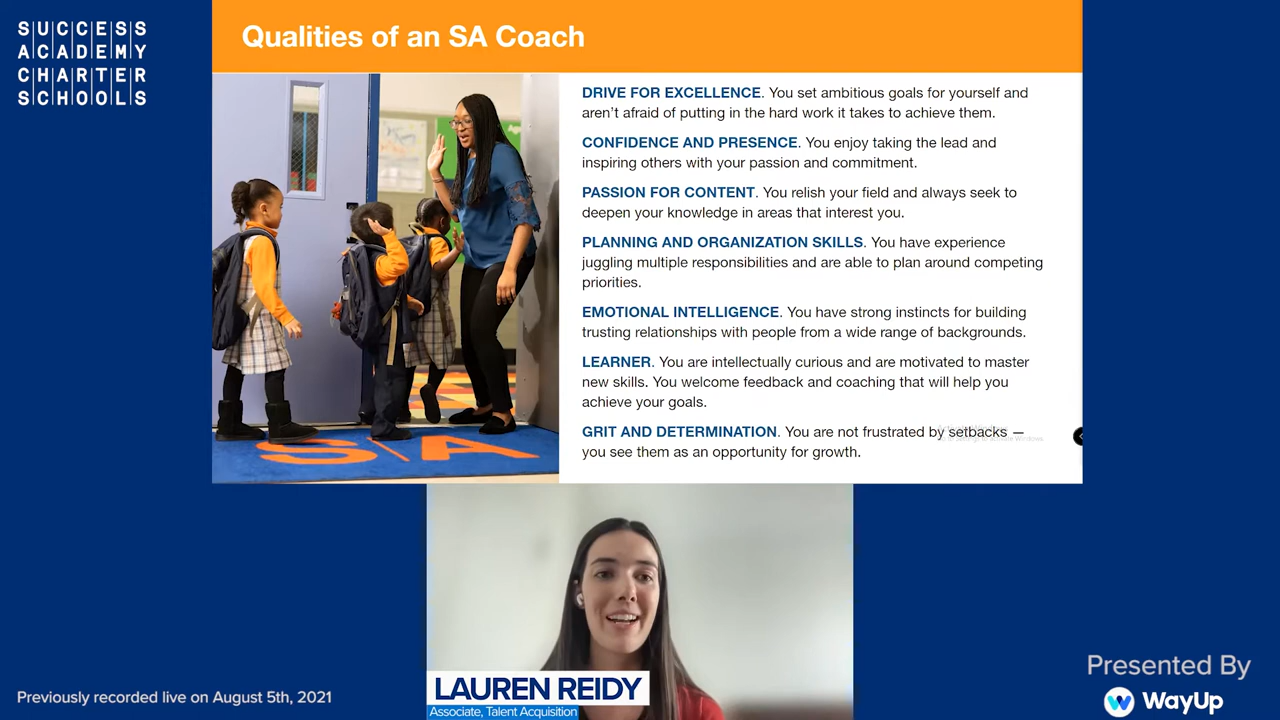 SUCCESS
ACADEMY
CHARTER
SCHOOLS
Qualities of an SA Coach
DRIVE FOR EXCELLENCE. You set ambitious goals for yourself and
aren't afraid of putting in the hard work it takes to achieve them.
CONFIDENCE AND PRESENCE. You enjoy taking the lead and
inspiring others with your passion and commitment.
PASSION FOR CONTENT. You relish your field and always seek to
deepen your knowledge in areas that interest you.
PLANNING AND ORGANIZATION SKILLS. You have experience
juggling multiple responsibilities and are able to plan around competing
priorities.
EMOTIONAL INTELLIGENCE. You have strong instincts for building
trusting relationships with people from a wide range of backgrounds.
LEARNER. You are intellectually curious and are motivated to master
new skills. You welcome feedback and coaching that will help you
achieve your goals.
GRIT AND DETERMINATION. You are not frustrated by setbacks —
you see them as an opportunity for growth.
S|A
LAUREN REIDY
Associate, Talent Acquisition
Previously recorded live on August 5th, 2021
Presented By
WayUp